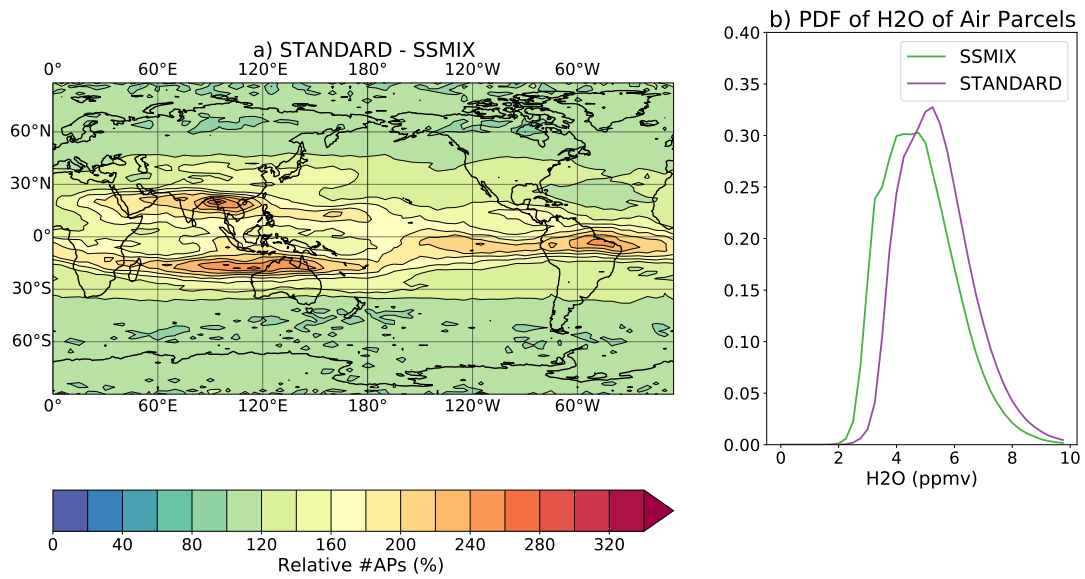 a) STANDARD - SSMIX
0° 60°E 120°E 180° 120°W 60°W
60°N
30°N
0°
30°S
60°S
0° 60°E 120°E 180° 120°W 60°W
0 40 80 120 160 200 240 280 320
Relative #APs (%)
b) PDF of H2O of Air Parcels
SSMIX
STANDARD
0.40
0.35
0.30
0.25
0.20
0.15
0.10
0.05
0.00
0 2 4 6 8 10
H2O (ppmv)